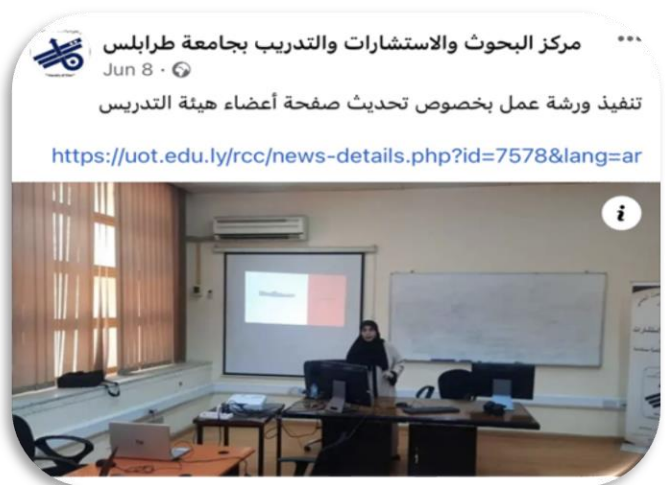 مركز البحوث والاستشارات والتدريب بجامعة طرابلس
Jun 8 ·
تنفيذ ورشة عمل بخصوص تحديث صفحة أعضاء هيئة التدريس
https://uot.edu.ly/rcc/news-details.php?id=7578&lang=ar